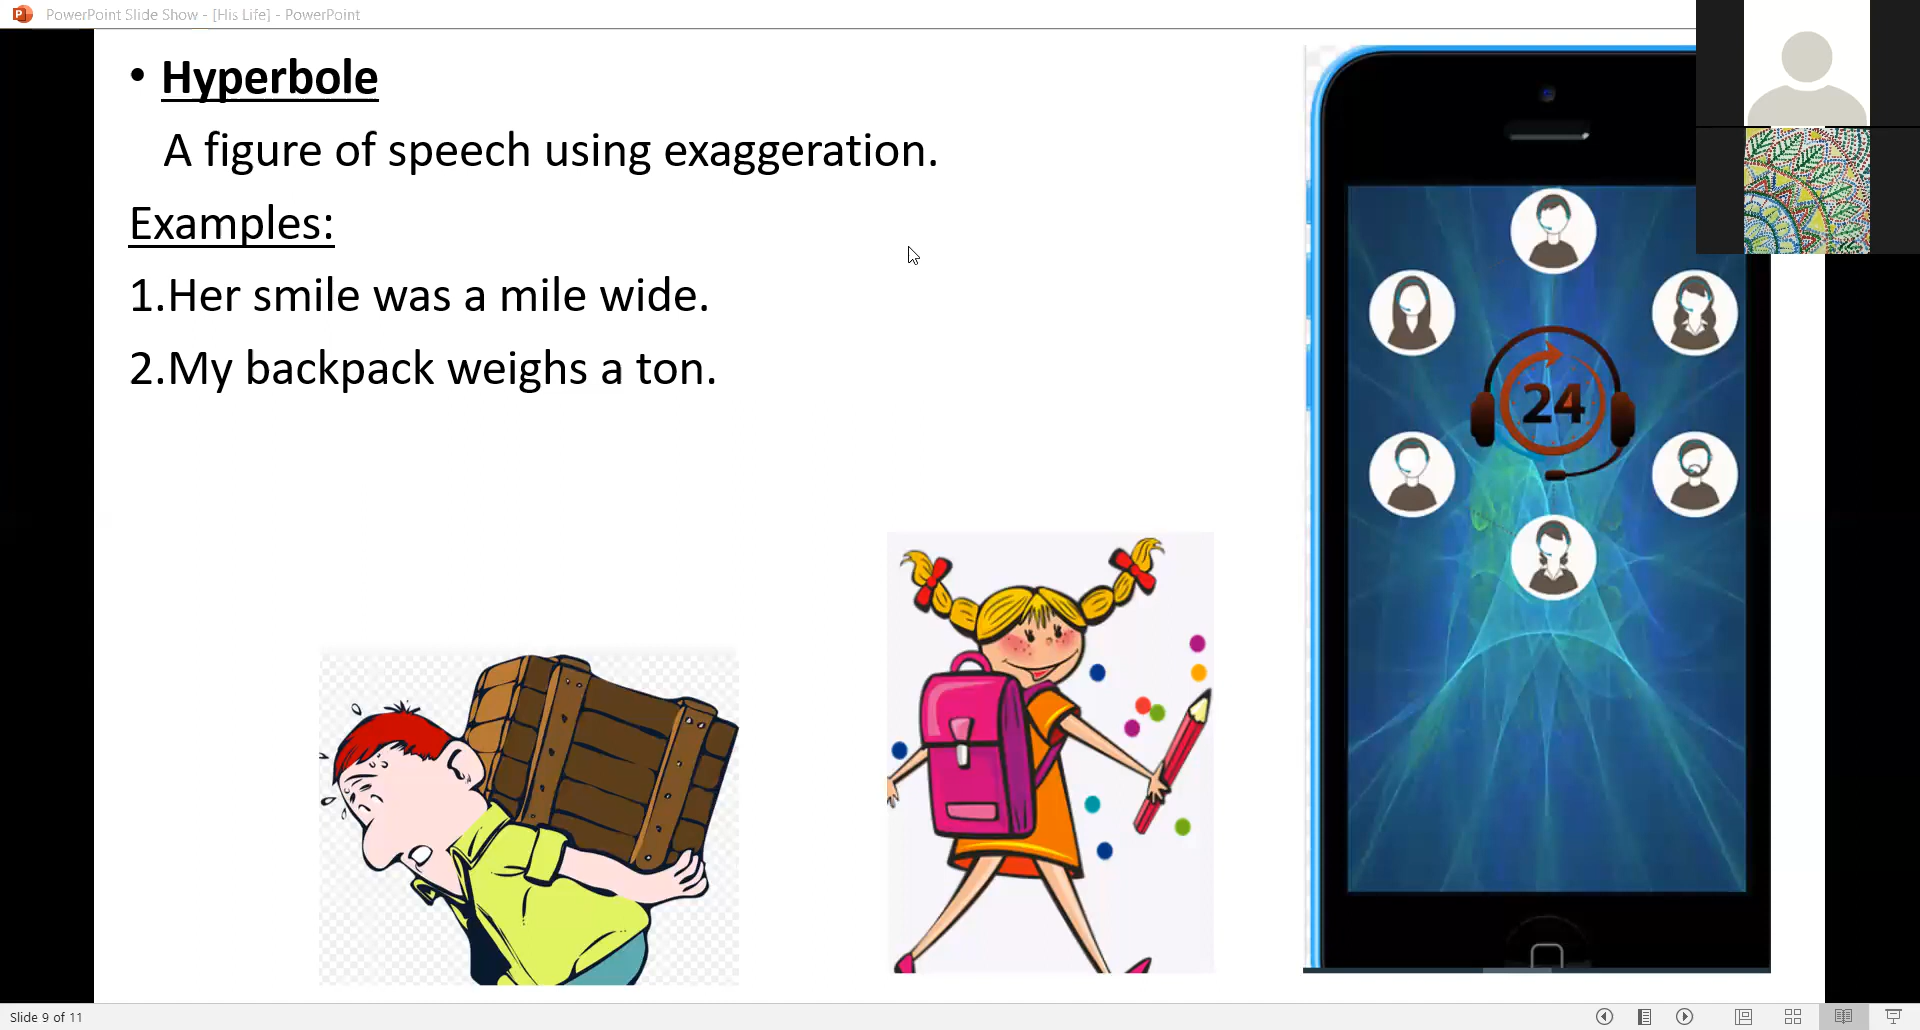 PowerPoint Slide Show - [His Life] - PowerPoint
• Hyperbole
A figure of speech using exaggeration.
Examples:
1.Her smile was a mile wide.
2.My backpack weighs a ton.
24
Slide 9 of 11